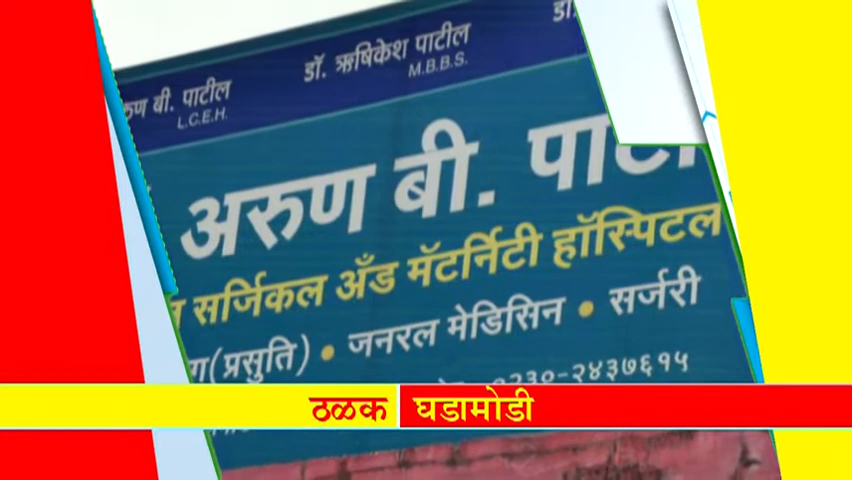 डॉ. ऋषिकेश पाटील
M.B.B.S.
बी. पाटील
L.C.E.H.
अरुण बी.
सर्जिकल अँड मॅटर्निटी हॉस्पिटल
(प्रसुति) • जनरल मेडिसिन • सर्जरी
०२३०-२४३७६१५
ठळक घडामोडी